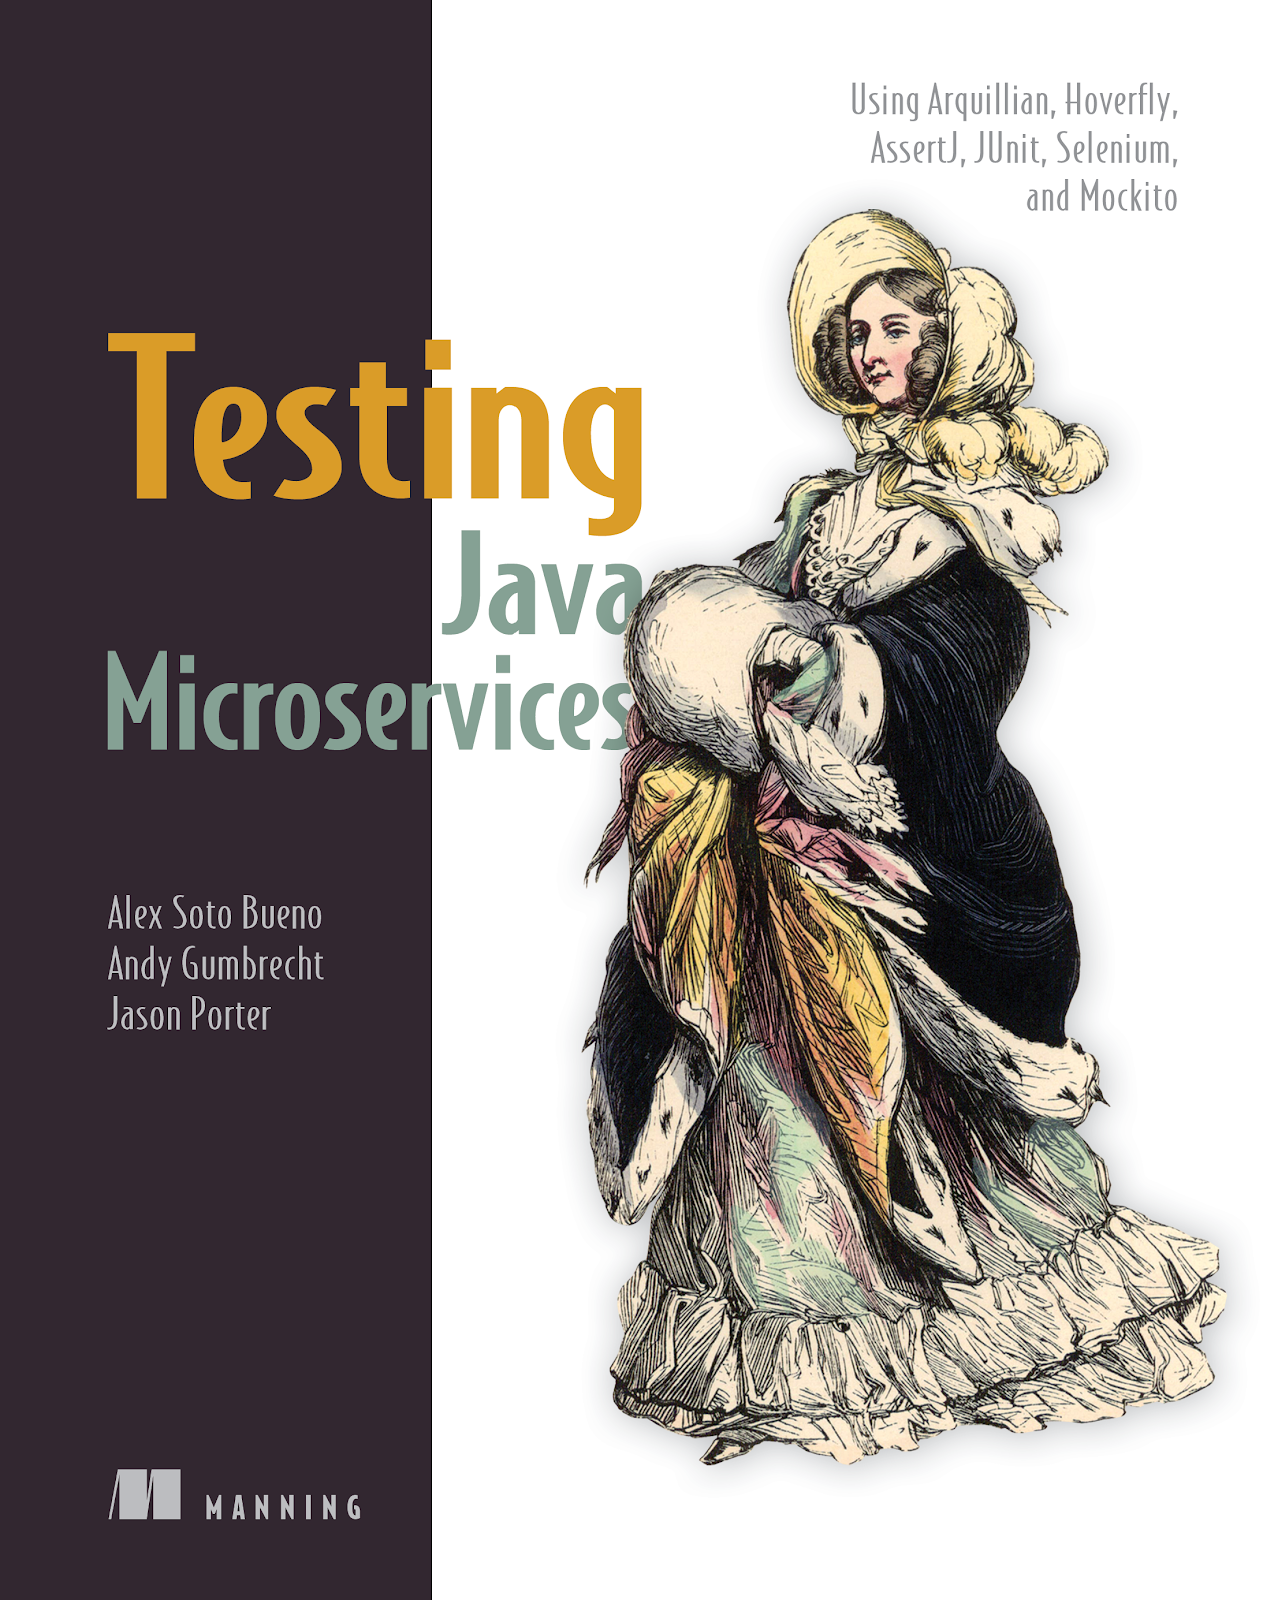 Using Arquillian, Hoverfly,
AssertJ, JUnit, Selenium,
and Mockito
Testing
Java
Microservices
Alex Soto Bueno
Andy Gumbrecht
Jason Porter
MANNING